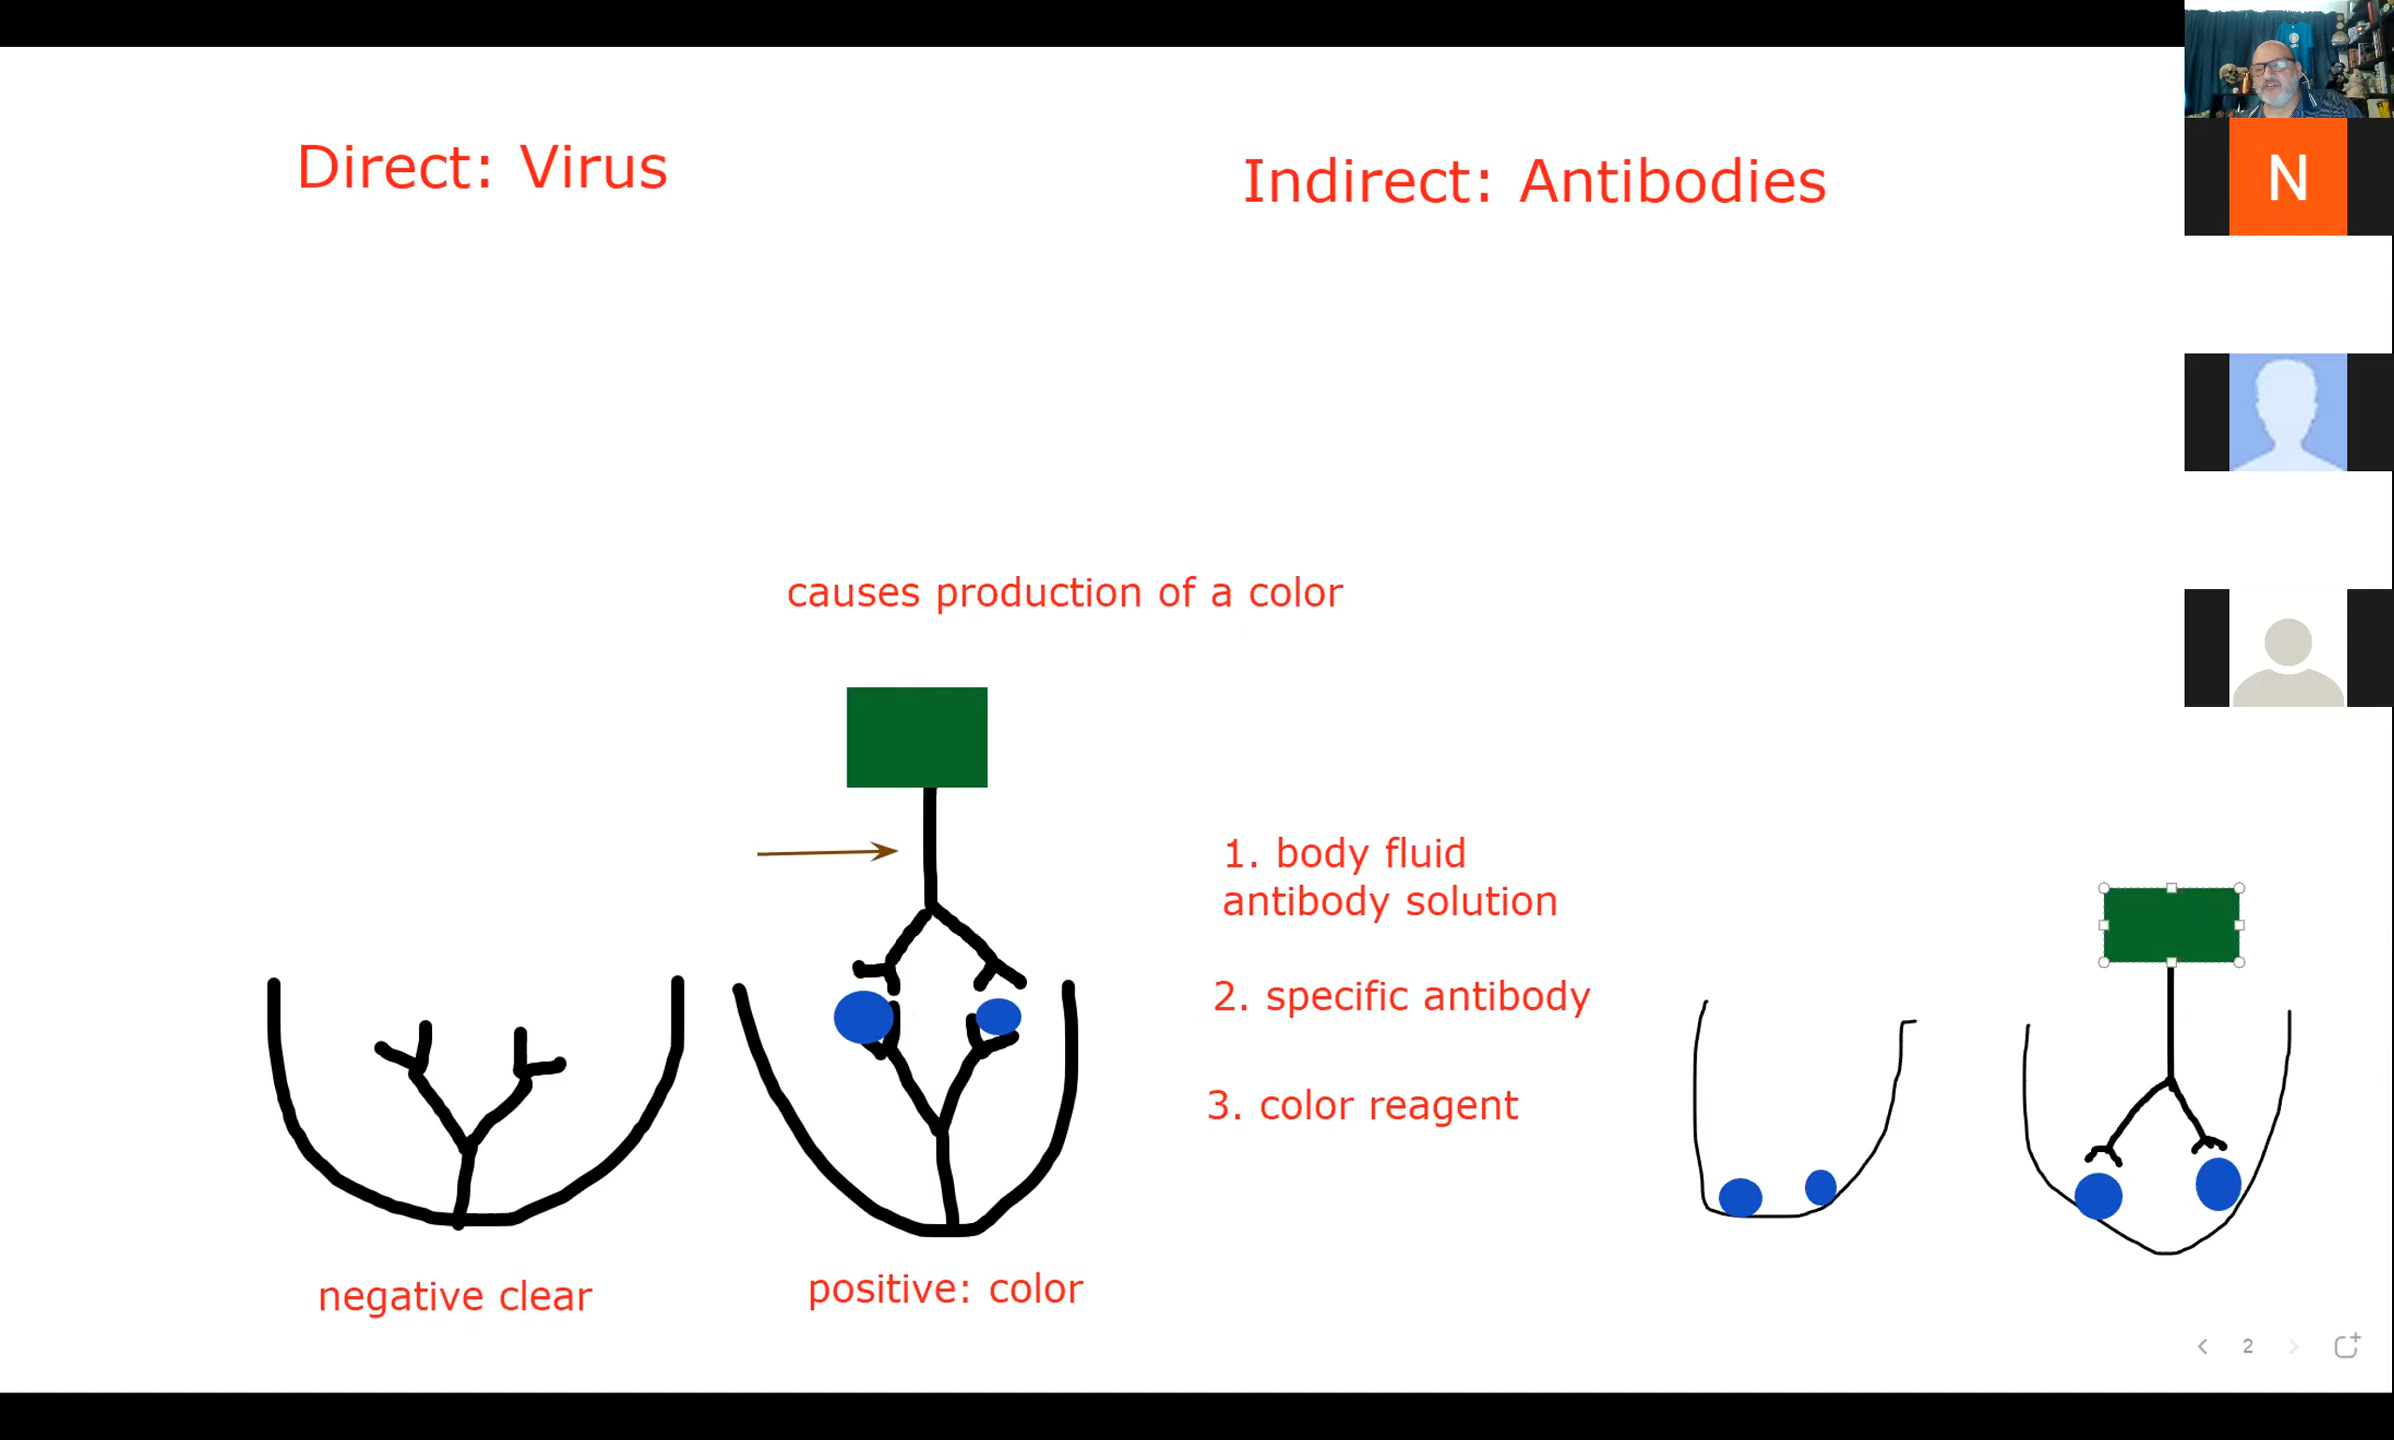 Direct: Virus
Indirect: Antibodies
N
causes production of a color
1. body fluid
antibody solution
2. specific antibody
3. color reagent
negative clear
positive: color
2